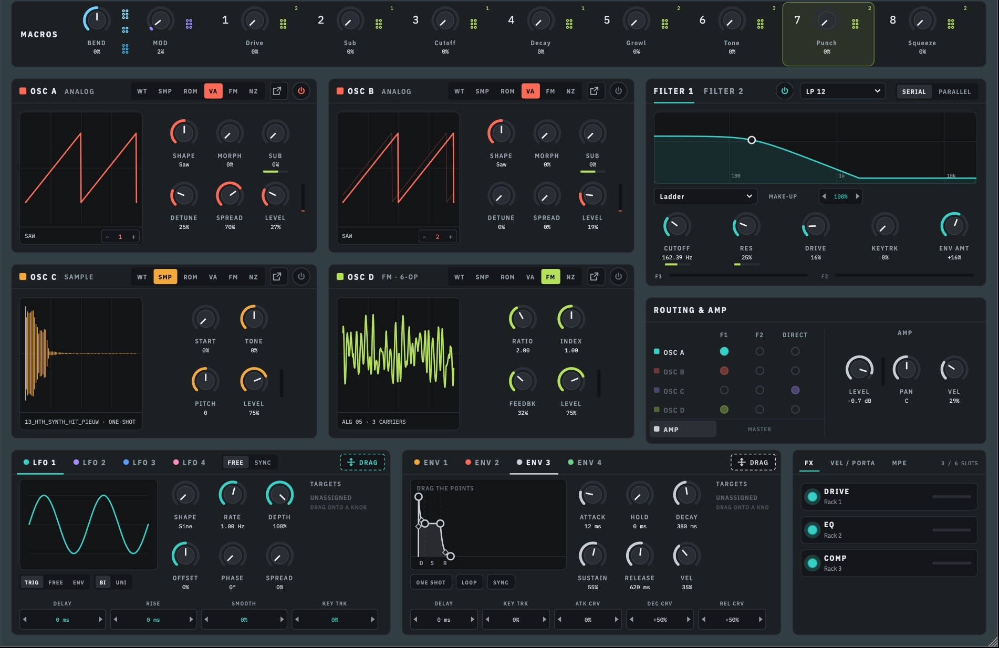 MACROS
BEND
0%
MOD
2%
1
2
Drive
0%
2
1
Sub
0%
3
1
Cutoff
0%
4
1
Decay
0%
5
2
Growl
0%
6
3
Tone
0%
7
2
Punch
0%
8
2
Squeeze
0%
OSC A ANALOG WT SMP ROM VA FM NZ
SHAPE MORPH SUB
Saw 0% 0%
DETUNE SPREAD LEVEL
25% 70% 27%
SAW − 1 +
OSC B ANALOG WT SMP ROM VA FM NZ
SHAPE MORPH SUB
Saw 0% 0%
DETUNE SPREAD LEVEL
0% 0% 19%
SAW − 2 +
FILTER 1 FILTER 2 LP 12 SERIAL PARALLEL
100 1k 10k
Ladder MAKE-UP 100%
CUTOFF RES DRIVE KEYTRK ENV AMT
162.39 Hz 25% 16% 0% +16%
F1 F2
OSC C SAMPLE WT SMP ROM VA FM NZ
START TONE
0% 0%
PITCH LEVEL
0 75%
13_HTH_SYNTH_HIT_PIEUW · ONE-SHOT
OSC D FM · 6-OP WT SMP ROM VA FM NZ
RATIO INDEX
2.00 1.00
FEEDBK LEVEL
32% 75%
ALG 05 · 3 CARRIERS
ROUTING & AMP
F1 F2 DIRECT
OSC A
OSC B
OSC C
OSC D
AMP MASTER
AMP
LEVEL PAN VEL
-0.7 dB C 29%
LFO 1 LFO 2 LFO 3 LFO 4 FREE SYNC DRAG
SHAPE RATE DEPTH
Sine 1.00 Hz 100%
OFFSET PHASE SPREAD
0% 0° 0%
TARGETS
UNASSIGNED
DRAG ONTO A KNOB
TRIG FREE ENV BI UNI
DELAY RISE SMOOTH KEY TRK
0 ms 0 ms 0% 0%
ENV 1 ENV 2 ENV 3 ENV 4 DRAG
DRAG THE POINTS
D S R
ATTACK HOLD DECAY
12 ms 0 ms 380 ms
SUSTAIN RELEASE VEL
55% 620 ms 35%
TARGETS
UNASSIGNED
DRAG ONTO A KNO
ONE SHOT LOOP SYNC
DELAY KEY TRK ATK CRV DEC CRV REL CRV
0 ms 0% 0% +50% +50%
FX VEL / PORTA MPE 3 / 6 SLOTS
DRIVE
Rack 1
EQ
Rack 2
COMP
Rack 3